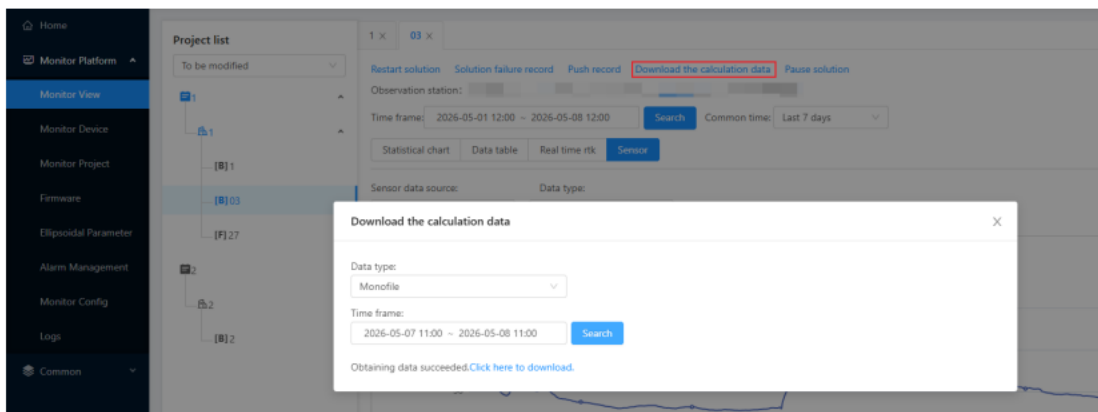 Home
Monitor Platform
Monitor View
Monitor Device
Monitor Project
Firmware
Ellipsoidal Parameter
Alarm Management
Monitor Config
Logs
Common
Project list
To be modified
1
1
[B] 1
[B] 03
[F] 27
2
2
[B] 2
1 × 03 ×
Restart solution Solution failure record Push record Download the calculation data Pause solution
Observation station:
Time frame: 2026-05-01 12:00 ~ 2026-05-08 12:00 Search Common time: Last 7 days
Statistical chart Data table Real time rtk Sensor
Sensor data source: Data type:
Download the calculation data
Data type:
Monofile
Time frame:
2026-05-07 11:00 ~ 2026-05-08 11:00 Search
Obtaining data succeeded.Click here to download.